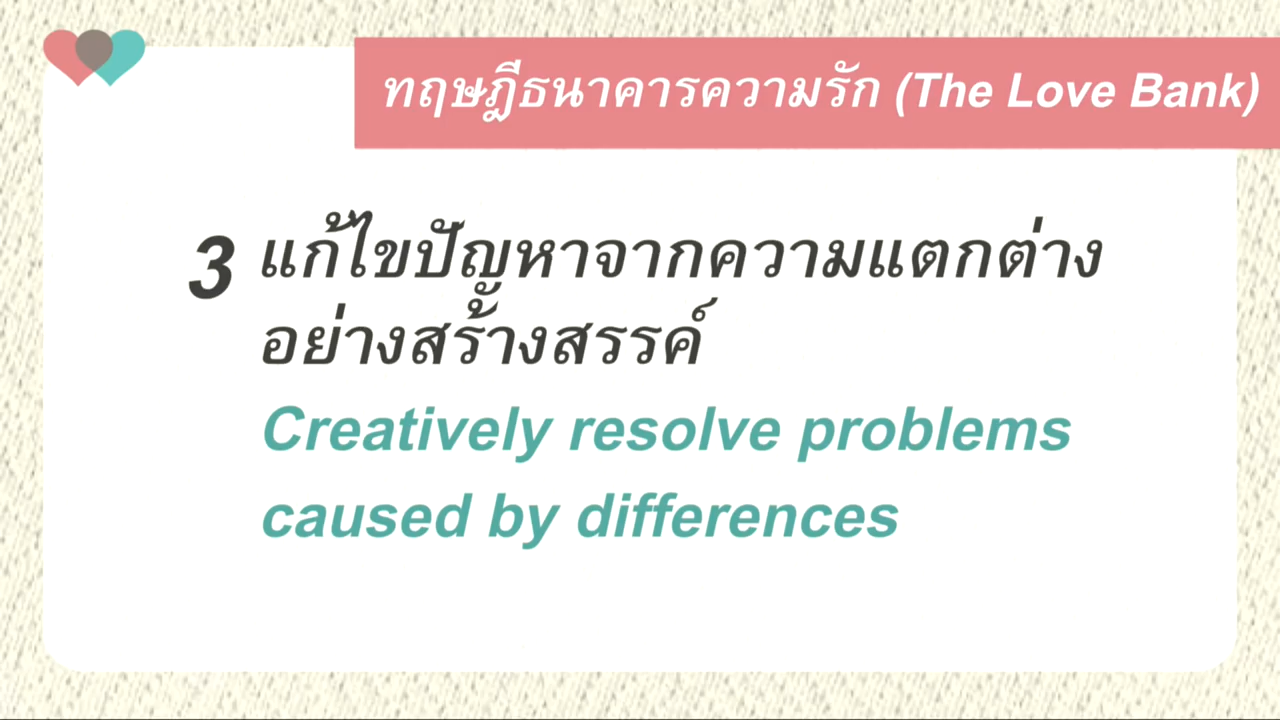 ทฤษฎีธนาคารความรัก (The Love Bank)
3 แก้ไขปัญหาจากความแตกต่าง
อย่างสร้างสรรค์
Creatively resolve problems
caused by differences